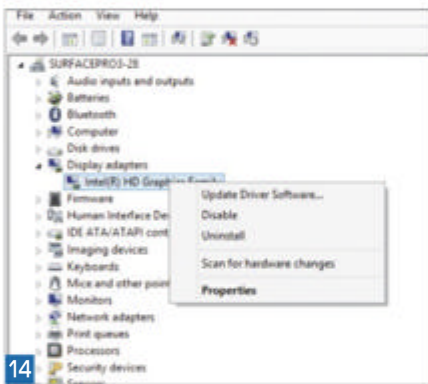 File Action View Help
SURFACEPRO3-28
Audio inputs and outputs
Batteries
Bluetooth
Computer
Disk drives
Display adapters
Intel(R) HD Graphics
Update Driver Software...
Disable
Uninstall
Scan for hardware changes
Properties
Firmware
Human Interface De
IDE ATA/ATAPI cont
Imaging devices
Keyboards
Mice and other poin
Monitors
Network adapters
Print queues
Processors
Security devices
14